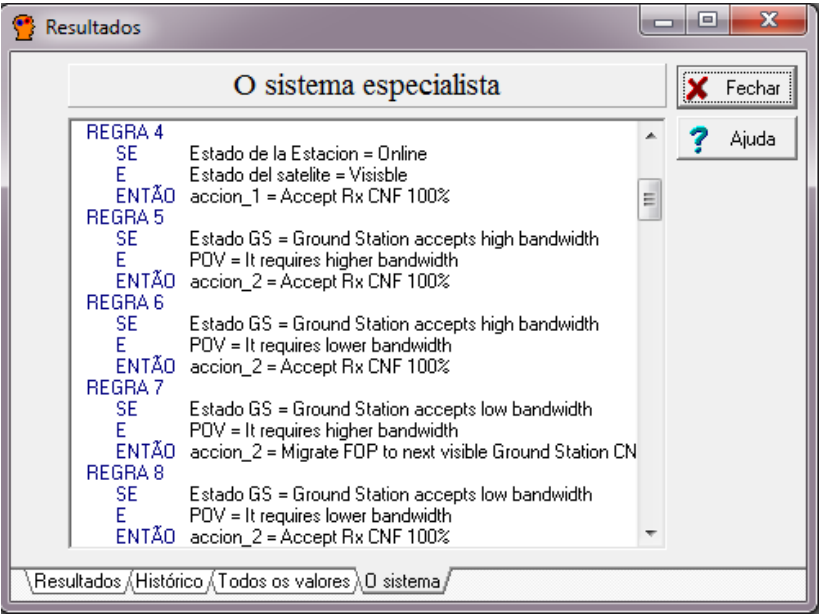 Resultados
O sistema especialista
Fechar
Ajuda
REGRA 4
SE Estado de la Estacion = Online
E Estado del satelite = Visisble
ENTÃO accion_1 = Accept Rx CNF 100%
REGRA 5
SE Estado GS = Ground Station accepts high bandwidth
E POV = It requires higher bandwidth
ENTÃO accion_2 = Accept Rx CNF 100%
REGRA 6
SE Estado GS = Ground Station accepts high bandwidth
E POV = It requires lower bandwidth
ENTÃO accion_2 = Accept Rx CNF 100%
REGRA 7
SE Estado GS = Ground Station accepts low bandwidth
E POV = It requires higher bandwidth
ENTÃO accion_2 = Migrate FOP to next visible Ground Station CN
REGRA 8
SE Estado GS = Ground Station accepts low bandwidth
E POV = It requires lower bandwidth
ENTÃO accion_2 = Accept Rx CNF 100%
Resultados Histórico Todos os valores O sistema